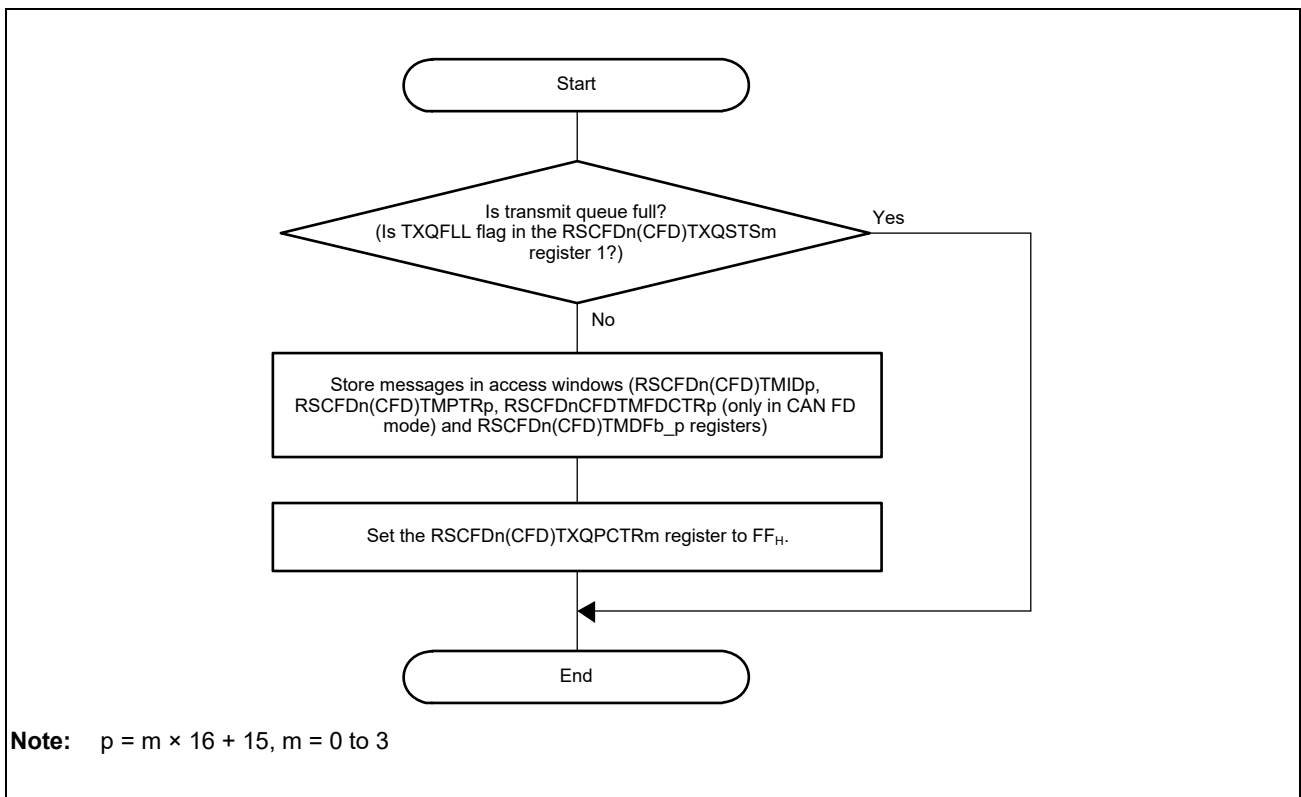 Start
Is transmit queue full?
(Is TXQFLL flag in the RSCFDn(CFD)TXQSTSm
register 1?)
Yes
No
Store messages in access windows (RSCFDn(CFD)TMIDp,
RSCFDn(CFD)TMPTRp, RSCFDnCFDTMFDCTRp (only in CAN FD
mode) and RSCFDn(CFD)TMDFb_p registers)
Set the RSCFDn(CFD)TXQPCTRm register to FFH.
End
Note: p = m × 16 + 15, m = 0 to 3